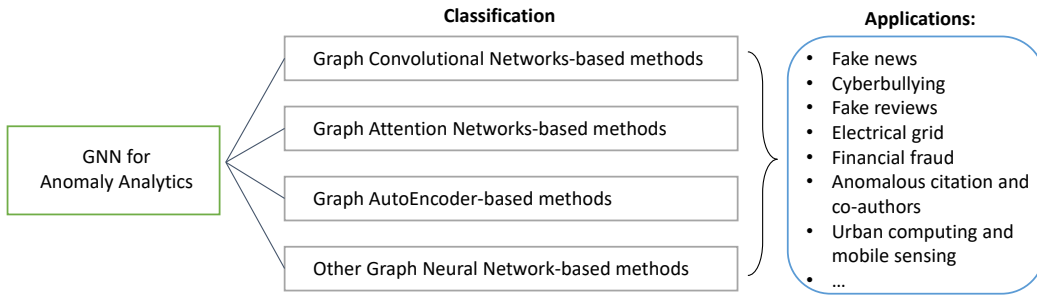 Classification
Applications:
GNN for
Anomaly Analytics
Graph Convolutional Networks-based methods
Graph Attention Networks-based methods
Graph AutoEncoder-based methods
Other Graph Neural Network-based methods
• Fake news
• Cyberbullying
• Fake reviews
• Electrical grid
• Financial fraud
• Anomalous citation and
co-authors
• Urban computing and
mobile sensing
• ...